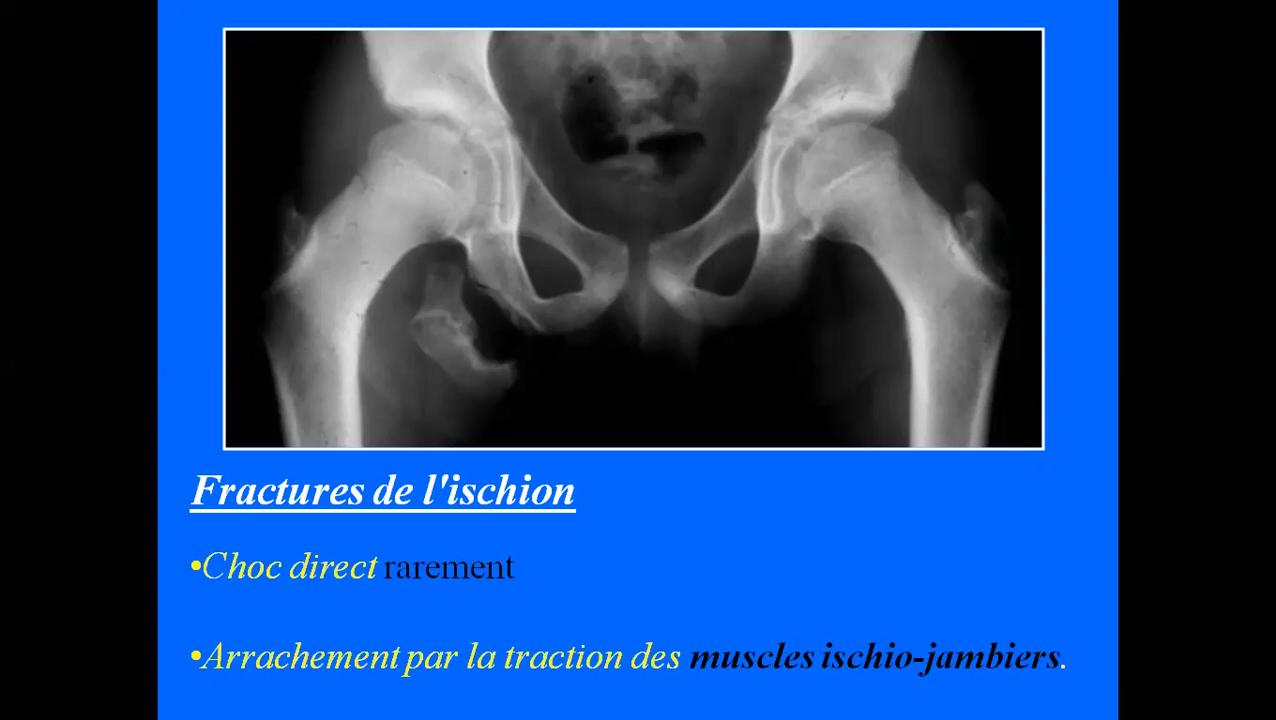 Fractures de l'ischion
•Choc direct rarement
•Arrachement par la traction des muscles ischio-jambiers.